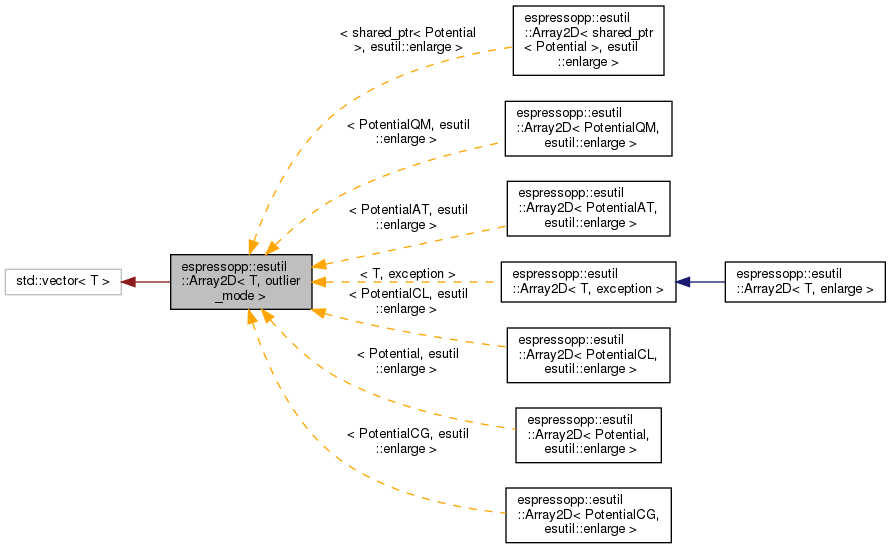 espressopp::esutil
::Array2D< shared_ptr
< Potential >, esutil
::enlarge >
< shared_ptr< Potential
>, esutil::enlarge >
espressopp::esutil
::Array2D< PotentialQM,
esutil::enlarge >
< PotentialQM, esutil
::enlarge >
espressopp::esutil
::Array2D< PotentialAT,
esutil::enlarge >
< PotentialAT, esutil
::enlarge >
std::vector< T >
espressopp::esutil
::Array2D< T, outlier
_mode >
< T, exception >
espressopp::esutil
::Array2D< T, exception >
espressopp::esutil
::Array2D< T, enlarge >
< PotentialCL, esutil
::enlarge >
espressopp::esutil
::Array2D< PotentialCL,
esutil::enlarge >
< Potential, esutil
::enlarge >
espressopp::esutil
::Array2D< Potential,
esutil::enlarge >
< PotentialCG, esutil
::enlarge >
espressopp::esutil
::Array2D< PotentialCG,
esutil::enlarge >